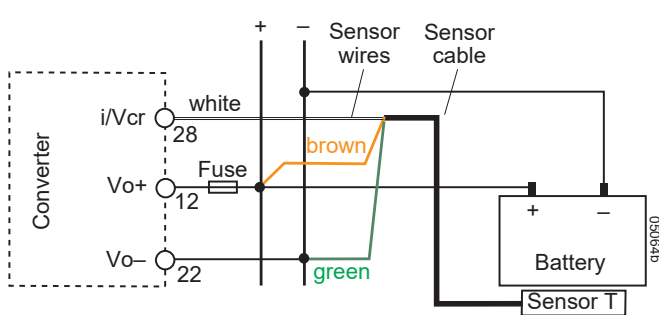 + –
Sensor
wires
Sensor
cable
i/Vcr
white
28
brown
Converter
Fuse
Vo+
12
+ –
Battery
05064b
Vo–
22
green
Sensor T